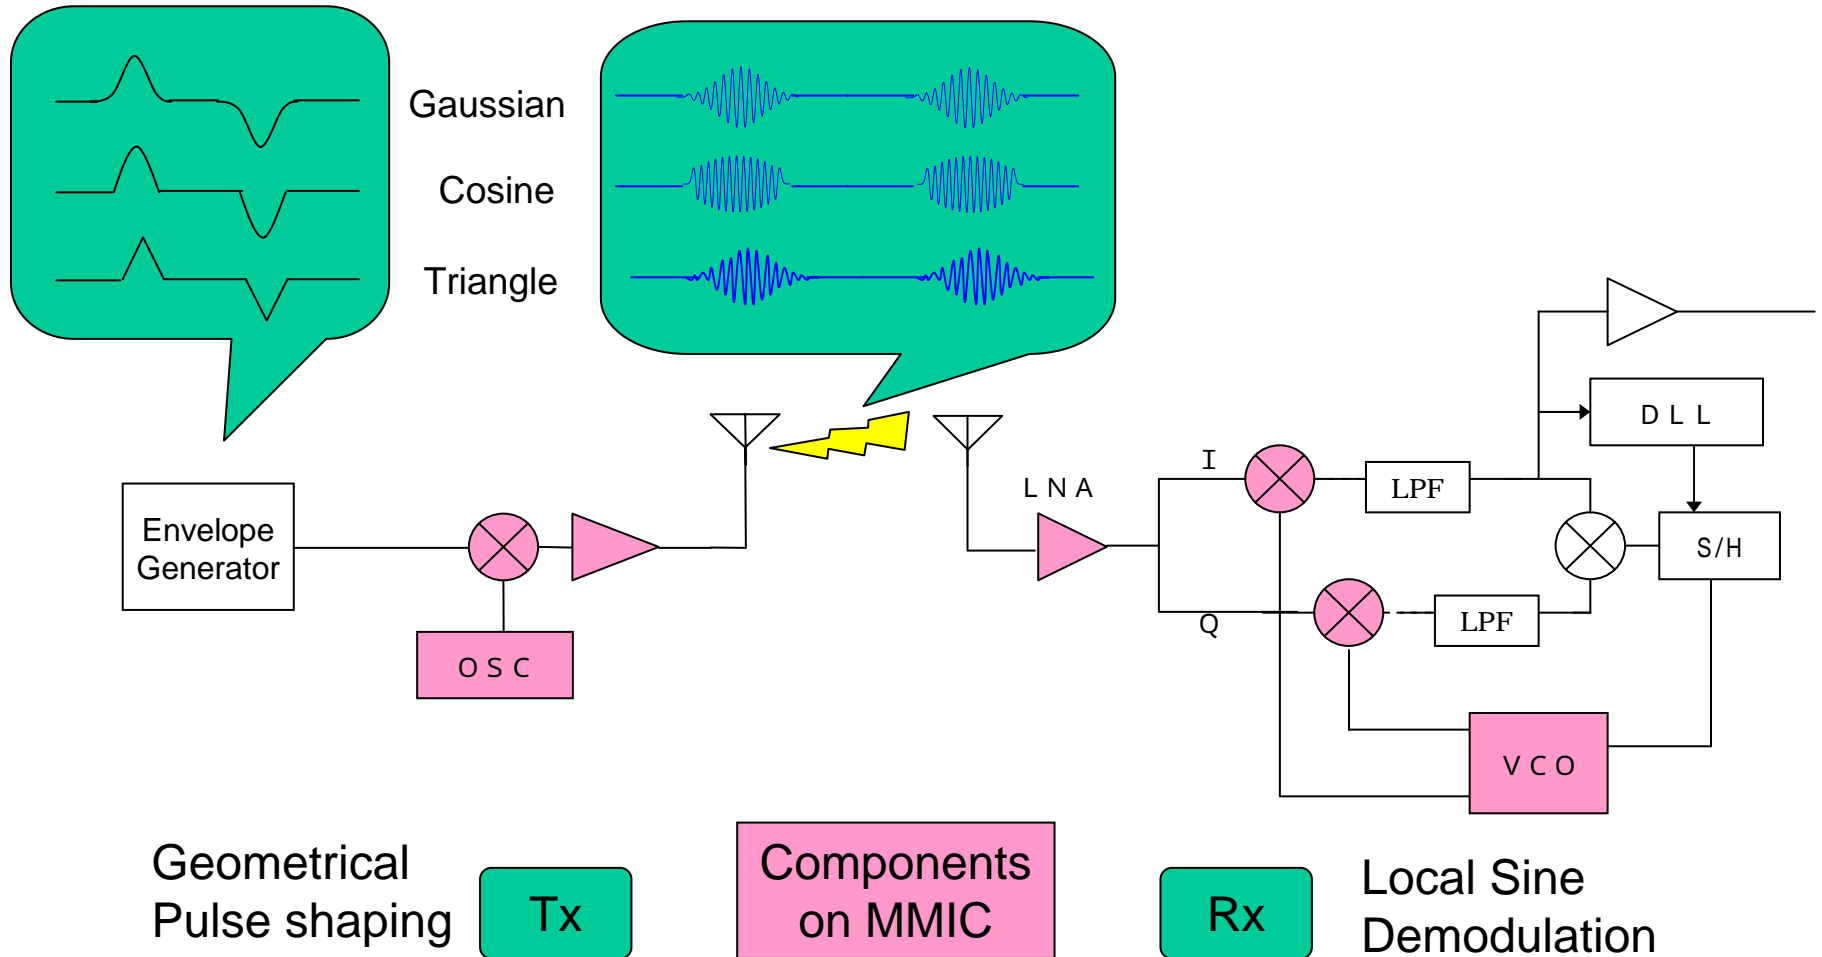 Gaussian
Cosine
Triangle
Envelope
Generator
OSC
LNA
I
Q
LPF
LPF
DLL
S/H
VCO
Geometrical
Pulse shaping
Tx
Components
on MMIC
Rx
Local Sine
Demodulation